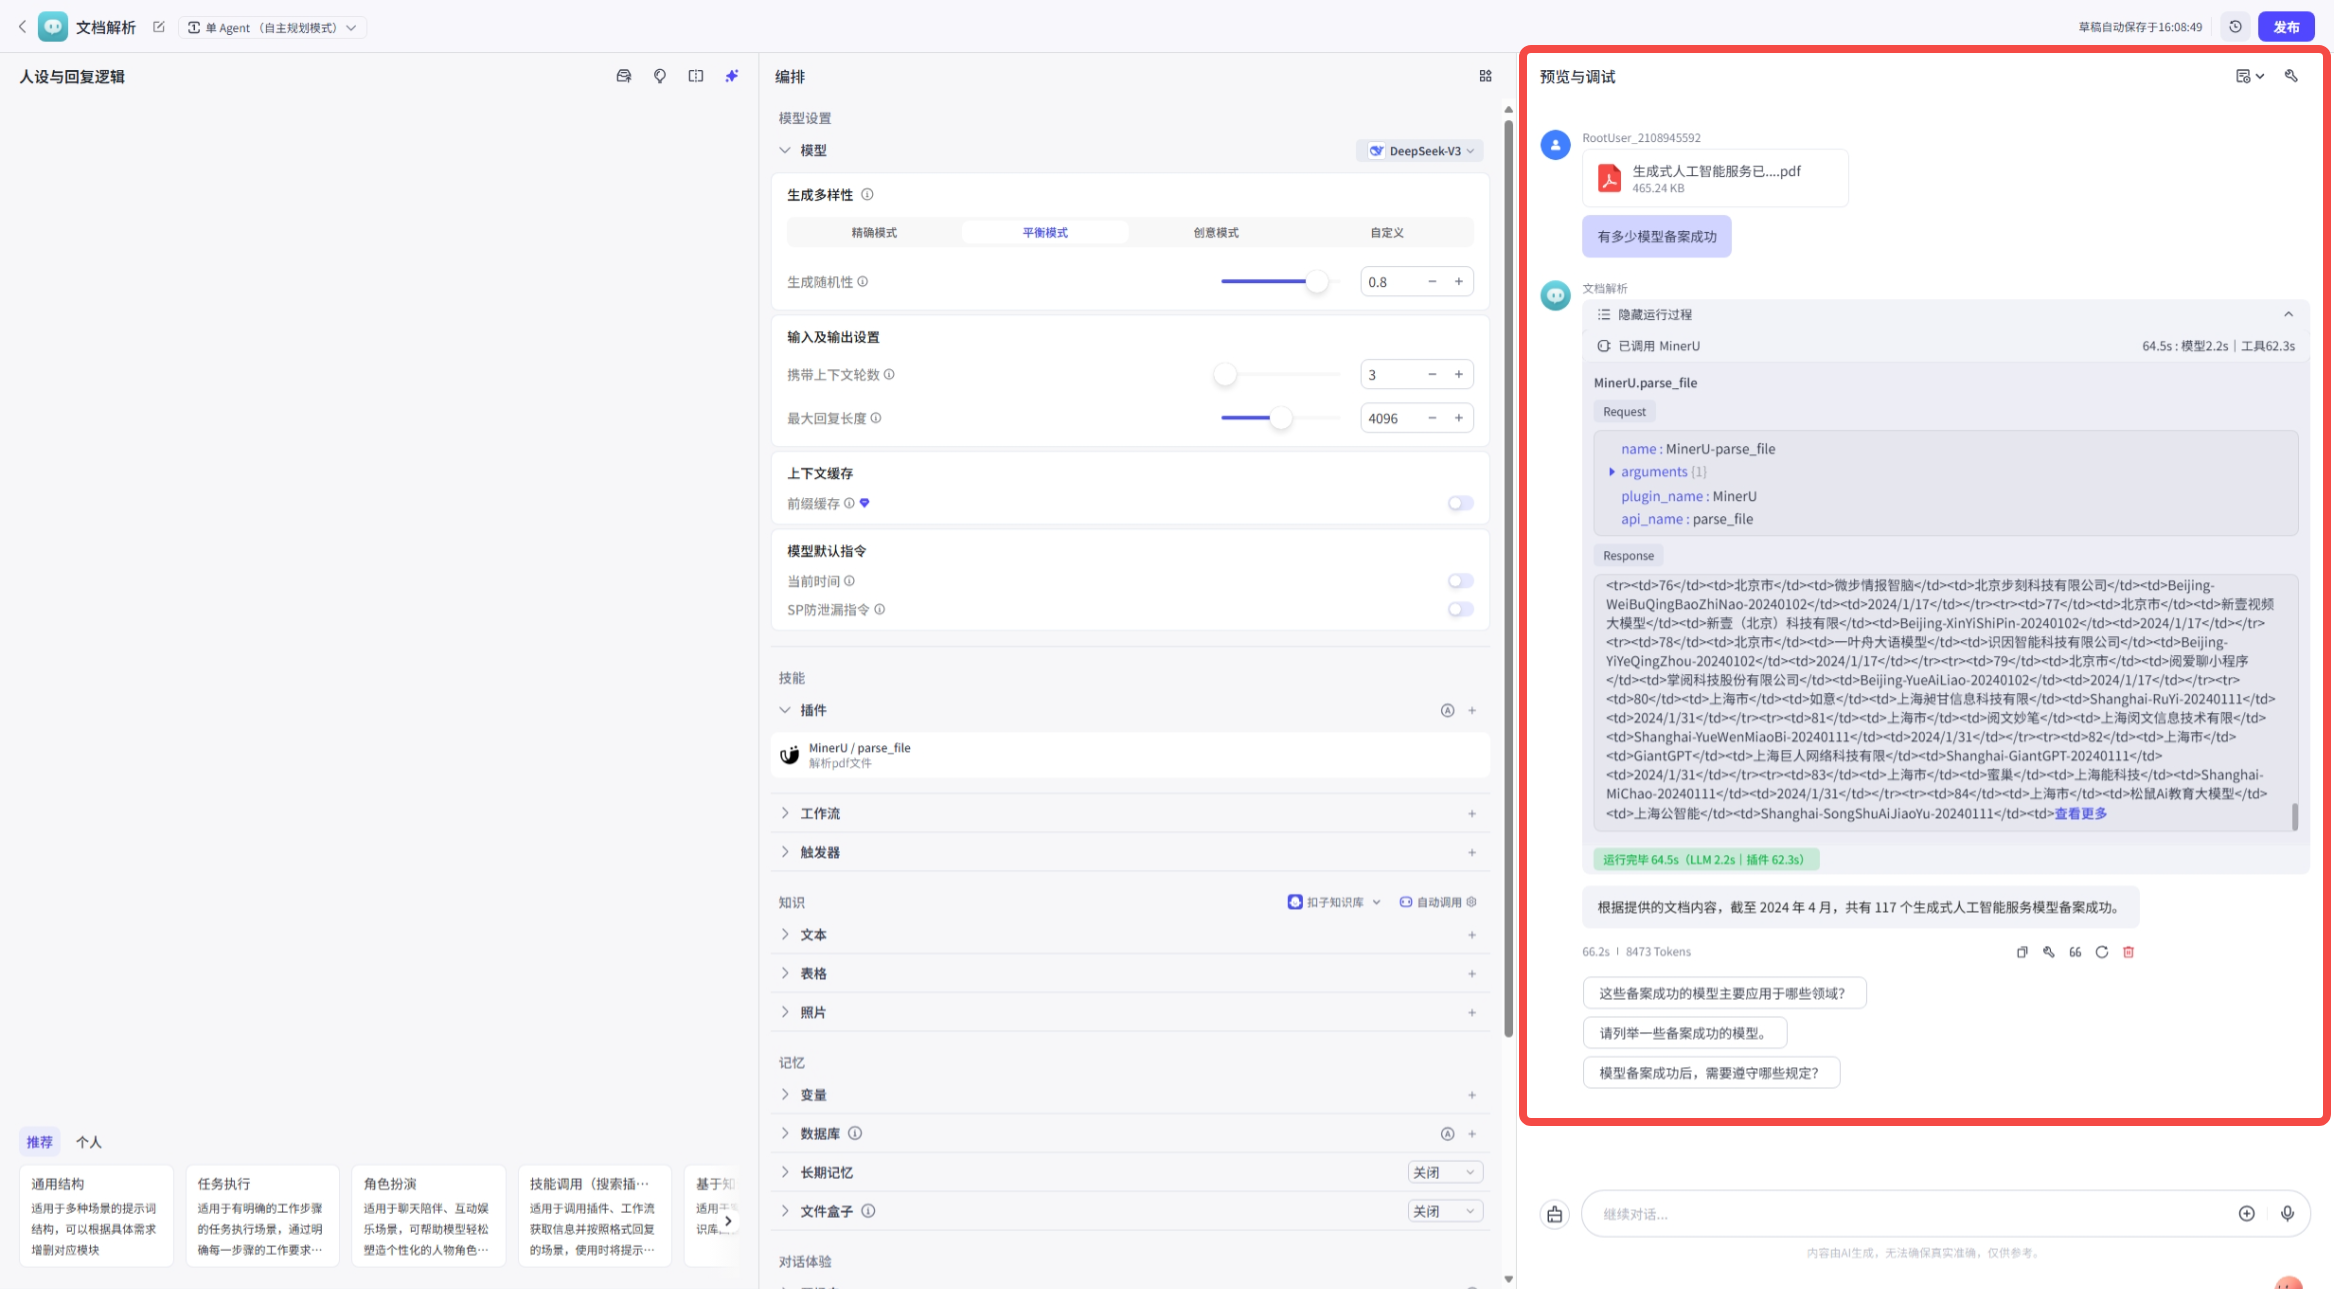 文档解析
单 Agent （自主规划模式）
草稿自动保存于16:08:49
发布
人设与回复逻辑
推荐
个人
通用结构
适用于多种场景的提示词
结构，可以根据具体需求
增删对应模块
任务执行
适用于有明确的工作步骤
的任务执行场景，通过明
确每一步骤的工作要求…
角色扮演
适用于聊天陪伴、互动娱
乐场景，可帮助模型轻松
塑造个性化的人物角色…
技能调用（搜索插…
适用于调用插件、工作流
获取信息并按照格式回复
的场景，使用时将提示…
基于知
适用于
识库
编排
模型设置
模型
DeepSeek-V3
生成多样性
精确模式
平衡模式
创意模式
自定义
生成随机性
0.8
输入及输出设置
携带上下文轮数
3
最大回复长度
4096
上下文缓存
前缀缓存
模型默认指令
当前时间
SP防泄漏指令
技能
插件
MinerU / parse_file
解析pdf文件
工作流
触发器
知识
扣子知识库
自动调用
文本
表格
照片
记忆
变量
数据库
长期记忆
关闭
文件盒子
关闭
对话体验
预览与调试
RootUser_2108945592
生成式人工智能服务已....pdf
465.24 KB
有多少模型备案成功
文档解析
隐藏运行过程
已调用 MinerU
64.5s : 模型2.2s | 工具62.3s
MinerU.parse_file
Request
name : MinerU-parse_file
arguments {1}
plugin_name : MinerU
api_name : parse_file
Response
<tr><td>76</td><td>北京市</td><td>微步情报智脑</td><td>北京步刻科技有限公司</td><td>Beijing-
WeiBuQingBaoZhiNao-20240102</td><td>2024/1/17</td></tr><tr><td>77</td><td>北京市</td><td>新壹视频
大模型</td><td>新壹（北京）科技有限</td><td>Beijing-XinYiShiPin-20240102</td><td>2024/1/17</td></tr>
<tr><td>78</td><td>北京市</td><td>一叶舟大语模型</td><td>识因智能科技有限公司</td><td>Beijing-
YiYeQingZhou-20240102</td><td>2024/1/17</td></tr><tr><td>79</td><td>北京市</td><td>阅爱聊小程序
</td><td>掌阅科技股份有限公司</td><td>Beijing-YueAiLiao-20240102</td><td>2024/1/17</td></tr><tr>
<td>80</td><td>上海市</td><td>如意</td><td>上海昶甘信息科技有限</td><td>Shanghai-RuYi-20240111</td>
<td>2024/1/31</td></tr><tr><td>81</td><td>上海市</td><td>阅文妙笔</td><td>上海阅文信息技术有限</td>
<td>Shanghai-YueWenMiaoBi-20240111</td><td>2024/1/31</td></tr><tr><td>82</td><td>上海市</td>
<td>GiantGPT</td><td>上海巨人网络科技有限</td><td>Shanghai-GiantGPT-20240111</td>
<td>2024/1/31</td></tr><tr><td>83</td><td>上海市</td><td>蜜巢</td><td>上海能科技</td><td>Shanghai-
MiChao-20240111</td><td>2024/1/31</td></tr><tr><td>84</td><td>上海市</td><td>松鼠Ai教育大模型</td>
<td>上海公智能</td><td>Shanghai-SongShuAiJiaoYu-20240111</td><td>查看更多
运行完毕 64.5s（LLM 2.2s | 插件 62.3s）
根据提供的文档内容，截至 2024 年 4 月，共有 117 个生成式人工智能服务模型备案成功。
66.2s | 8473 Tokens
这些备案成功的模型主要应用于哪些领域？
请列举一些备案成功的模型。
模型备案成功后，需要遵守哪些规定？
继续对话...
内容由AI生成，无法确保真实准确，仅供参考。